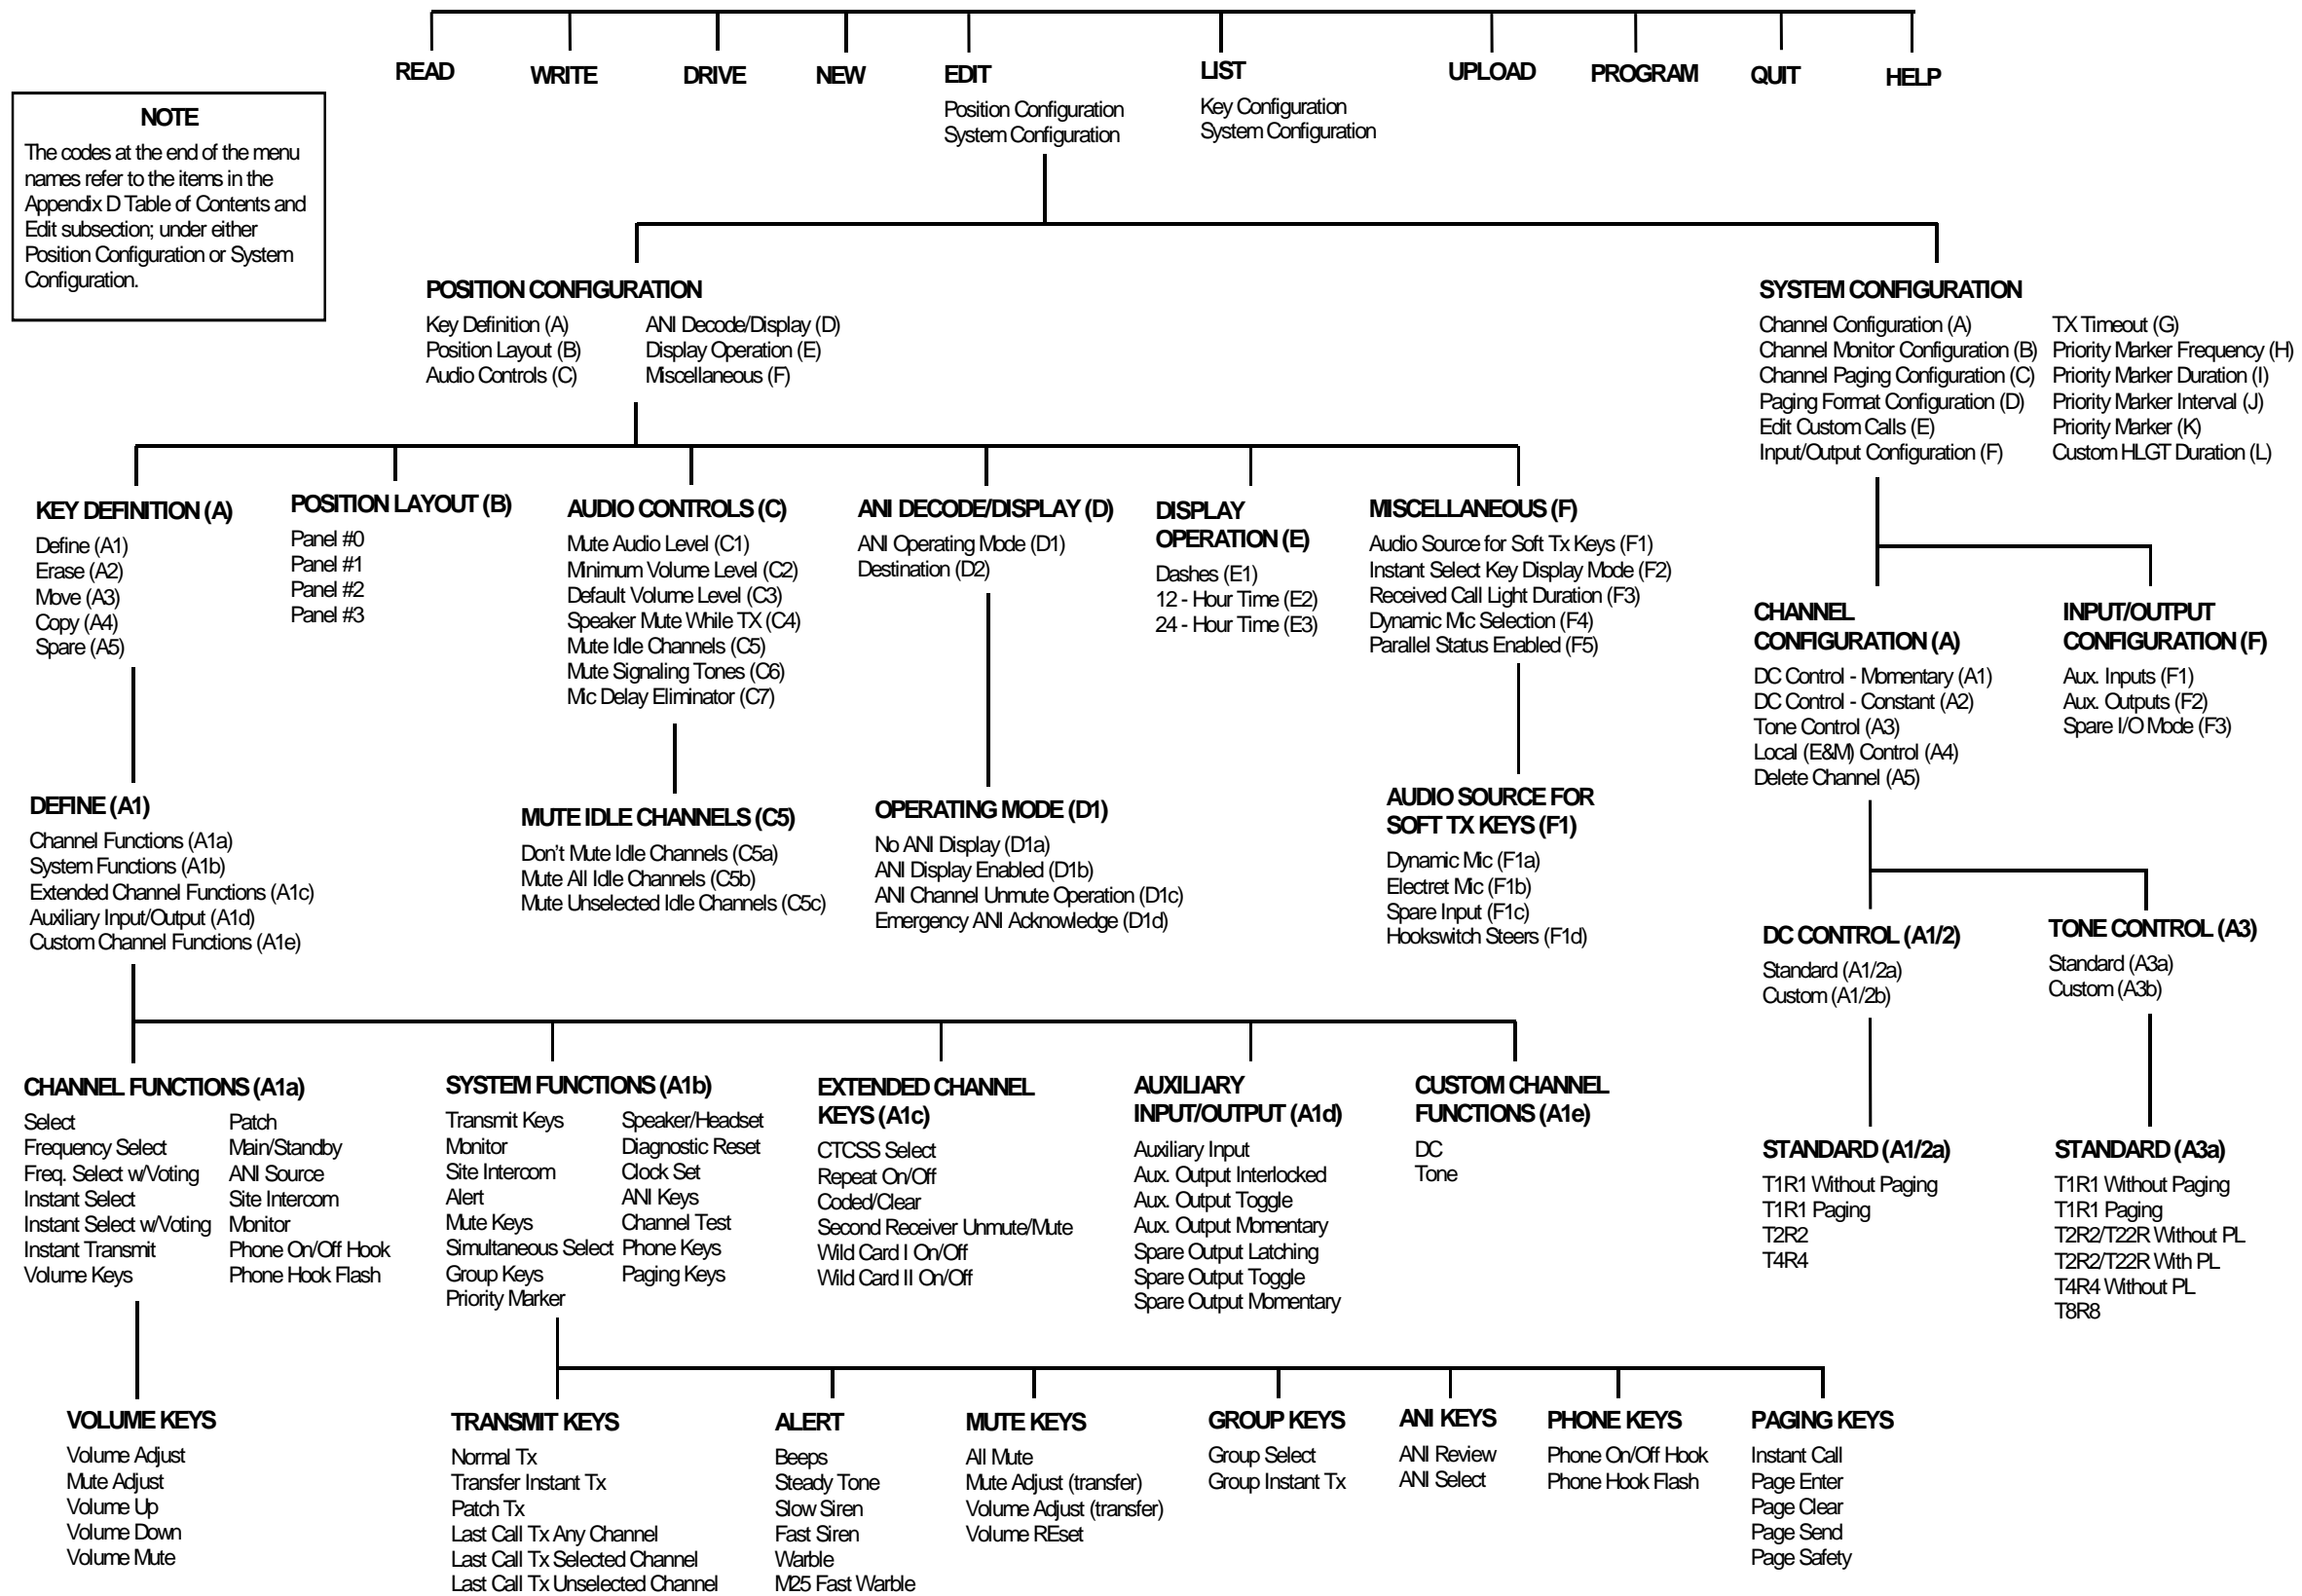 READ
WRITE
DRIVE
NEW
EDIT
Position Configuration
System Configuration
LIST
Key Configuration
System Configuration
UPLOAD
PROGRAM
QUIT
HELP
NOTE
The codes at the end of the menu
names refer to the items in the
Appendix D Table of Contents and
Edit subsection; under either
Position Configuration or System
Configuration.
POSITION CONFIGURATION
Key Definition (A)
Position Layout (B)
Audio Controls (C)
ANI Decode/Display (D)
Display Operation (E)
Miscellaneous (F)
SYSTEM CONFIGURATION
Channel Configuration (A)
Channel Monitor Configuration (B)
Channel Paging Configuration (C)
Paging Format Configuration (D)
Edit Custom Calls (E)
Input/Output Configuration (F)
TX Timeout (G)
Priority Marker Frequency (H)
Priority Marker Duration (I)
Priority Marker Interval (J)
Priority Marker (K)
Custom HLGT Duration (L)
KEY DEFINITION (A)
Define (A1)
Erase (A2)
Move (A3)
Copy (A4)
Spare (A5)
POSITION LAYOUT (B)
Panel #0
Panel #1
Panel #2
Panel #3
AUDIO CONTROLS (C)
Mute Audio Level (C1)
Minimum Volume Level (C2)
Default Volume Level (C3)
Speaker Mute While TX (C4)
Mute Idle Channels (C5)
Mute Signaling Tones (C6)
Mic Delay Eliminator (C7)
ANI DECODE/DISPLAY (D)
ANI Operating Mode (D1)
Destination (D2)
DISPLAY
OPERATION (E)
Dashes (E1)
12 - Hour Time (E2)
24 - Hour Time (E3)
MISCELLANEOUS (F)
Audio Source for Soft Tx Keys (F1)
Instant Select Key Display Mode (F2)
Received Call Light Duration (F3)
Dynamic Mic Selection (F4)
Parallel Status Enabled (F5)
CHANNEL
CONFIGURATION (A)
DC Control - Momentary (A1)
DC Control - Constant (A2)
Tone Control (A3)
Local (E&M) Control (A4)
Delete Channel (A5)
INPUT/OUTPUT
CONFIGURATION (F)
Aux. Inputs (F1)
Aux. Outputs (F2)
Spare I/O Mode (F3)
DEFINE (A1)
Channel Functions (A1a)
System Functions (A1b)
Extended Channel Functions (A1c)
Auxiliary Input/Output (A1d)
Custom Channel Functions (A1e)
MUTE IDLE CHANNELS (C5)
Don't Mute Idle Channels (C5a)
Mute All Idle Channels (C5b)
Mute Unselected Idle Channels (C5c)
OPERATING MODE (D1)
No ANI Display (D1a)
ANI Display Enabled (D1b)
ANI Channel Unmute Operation (D1c)
Emergency ANI Acknowledge (D1d)
AUDIO SOURCE FOR
SOFT TX KEYS (F1)
Dynamic Mic (F1a)
Electret Mic (F1b)
Spare Input (F1c)
Hookswitch Steers (F1d)
DC CONTROL (A1/2)
Standard (A1/2a)
Custom (A1/2b)
TONE CONTROL (A3)
Standard (A3a)
Custom (A3b)
CHANNEL FUNCTIONS (A1a)
Select
Frequency Select
Freq. Select w/Voting
Instant Select
Instant Select w/Voting
Instant Transmit
Volume Keys
Patch
Main/Standby
ANI Source
Site Intercom
Monitor
Phone On/Off Hook
Phone Hook Flash
SYSTEM FUNCTIONS (A1b)
Transmit Keys
Monitor
Site Intercom
Alert
Mute Keys
Simultaneous Select
Group Keys
Priority Marker
Speaker/Headset
Diagnostic Reset
Clock Set
ANI Keys
Channel Test
Phone Keys
Paging Keys
EXTENDED CHANNEL
KEYS (A1c)
CTCSS Select
Repeat On/Off
Coded/Clear
Second Receiver Unmute/Mute
Wild Card I On/Off
Wild Card II On/Off
AUXILIARY
INPUT/OUTPUT (A1d)
Auxiliary Input
Aux. Output Interlocked
Aux. Output Toggle
Aux. Output Momentary
Spare Output Latching
Spare Output Toggle
Spare Output Momentary
CUSTOM CHANNEL
FUNCTIONS (A1e)
DC
Tone
STANDARD (A1/2a)
T1R1 Without Paging
T1R1 Paging
T2R2
T4R4
STANDARD (A3a)
T1R1 Without Paging
T1R1 Paging
T2R2/T22R Without PL
T2R2/T22R With PL
T4R4 Without PL
T8R8
VOLUME KEYS
Volume Adjust
Mute Adjust
Volume Up
Volume Down
Volume Mute
TRANSMIT KEYS
Normal Tx
Transfer Instant Tx
Patch Tx
Last Call Tx Any Channel
Last Call Tx Selected Channel
Last Call Tx Unselected Channel
ALERT
Beeps
Steady Tone
Slow Siren
Fast Siren
Warble
M25 Fast Warble
MUTE KEYS
All Mute
Mute Adjust (transfer)
Volume Adjust (transfer)
Volume REset
GROUP KEYS
Group Select
Group Instant Tx
ANI KEYS
ANI Review
ANI Select
PHONE KEYS
Phone On/Off Hook
Phone Hook Flash
PAGING KEYS
Instant Call
Page Enter
Page Clear
Page Send
Page Safety